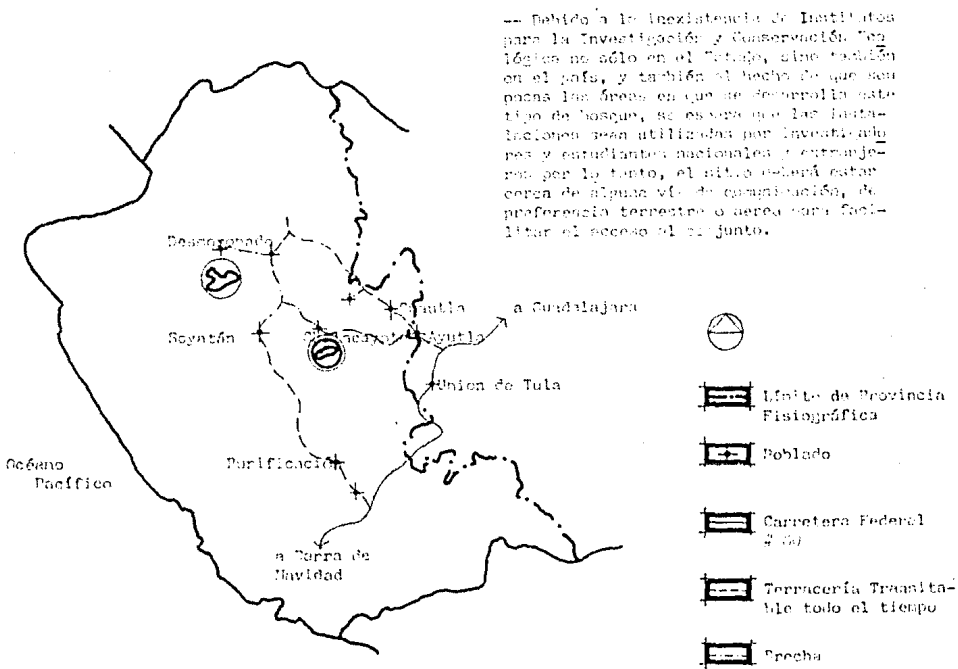 -- Debido a la inexistencia de Institutos
para la Investigación y Conservación Eco
lógica no sólo en el Estado, sino también
en el país, y también al hecho de que son
pocas las áreas en que se desarrolla este
tipo de bosque, se espera que las insta-
laciones sean utilizadas por investigado
res y estudiantes nacionales y extranje-
ros por lo tanto, el sitio deberá estar
cerca de alguna vía de comunicación, de
preferencia terrestre o aerea para faci-
litar el acceso al conjunto.
Desmoronado
Cuautla
a Guadalajara
Soyatán
Ayutla
Union de Tula
Límite de Provincia
Fisiográfica
Purificación
Poblado
Océano
Pacífico
Carretera Federal
# 80
a Barra de
Navidad
Terracería Transita-
ble todo el tiempo
Brecha